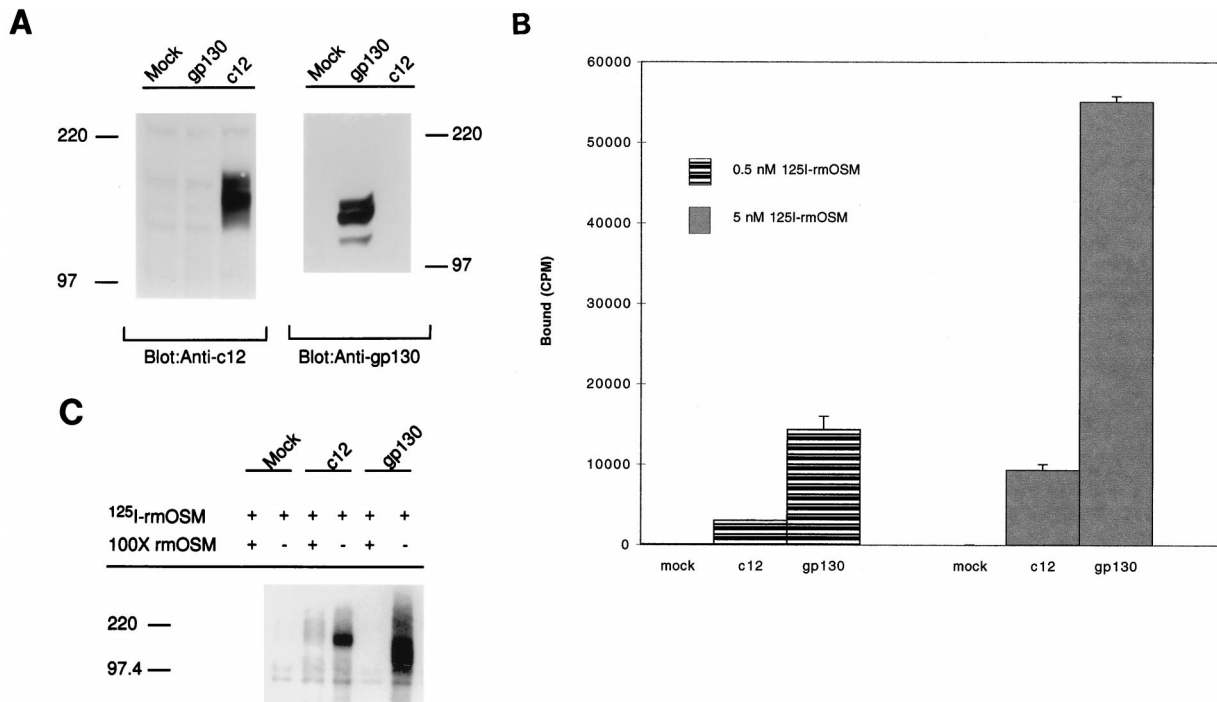 A
Mock gp130 c12
Mock gp130 c12
220
220
97
97
Blot:Anti-c12
Blot:Anti-gp130
B
60000
50000
40000
30000
20000
10000
0
Bound (CPM)
0.5 nM 125I-rmOSM
5 nM 125I-rmOSM
mock c12 gp130 mock c12 gp130
C
Mock c12 gp130
¹²⁵I-rmOSM + + + + + +
100X rmOSM + - + - + -
220
97.4